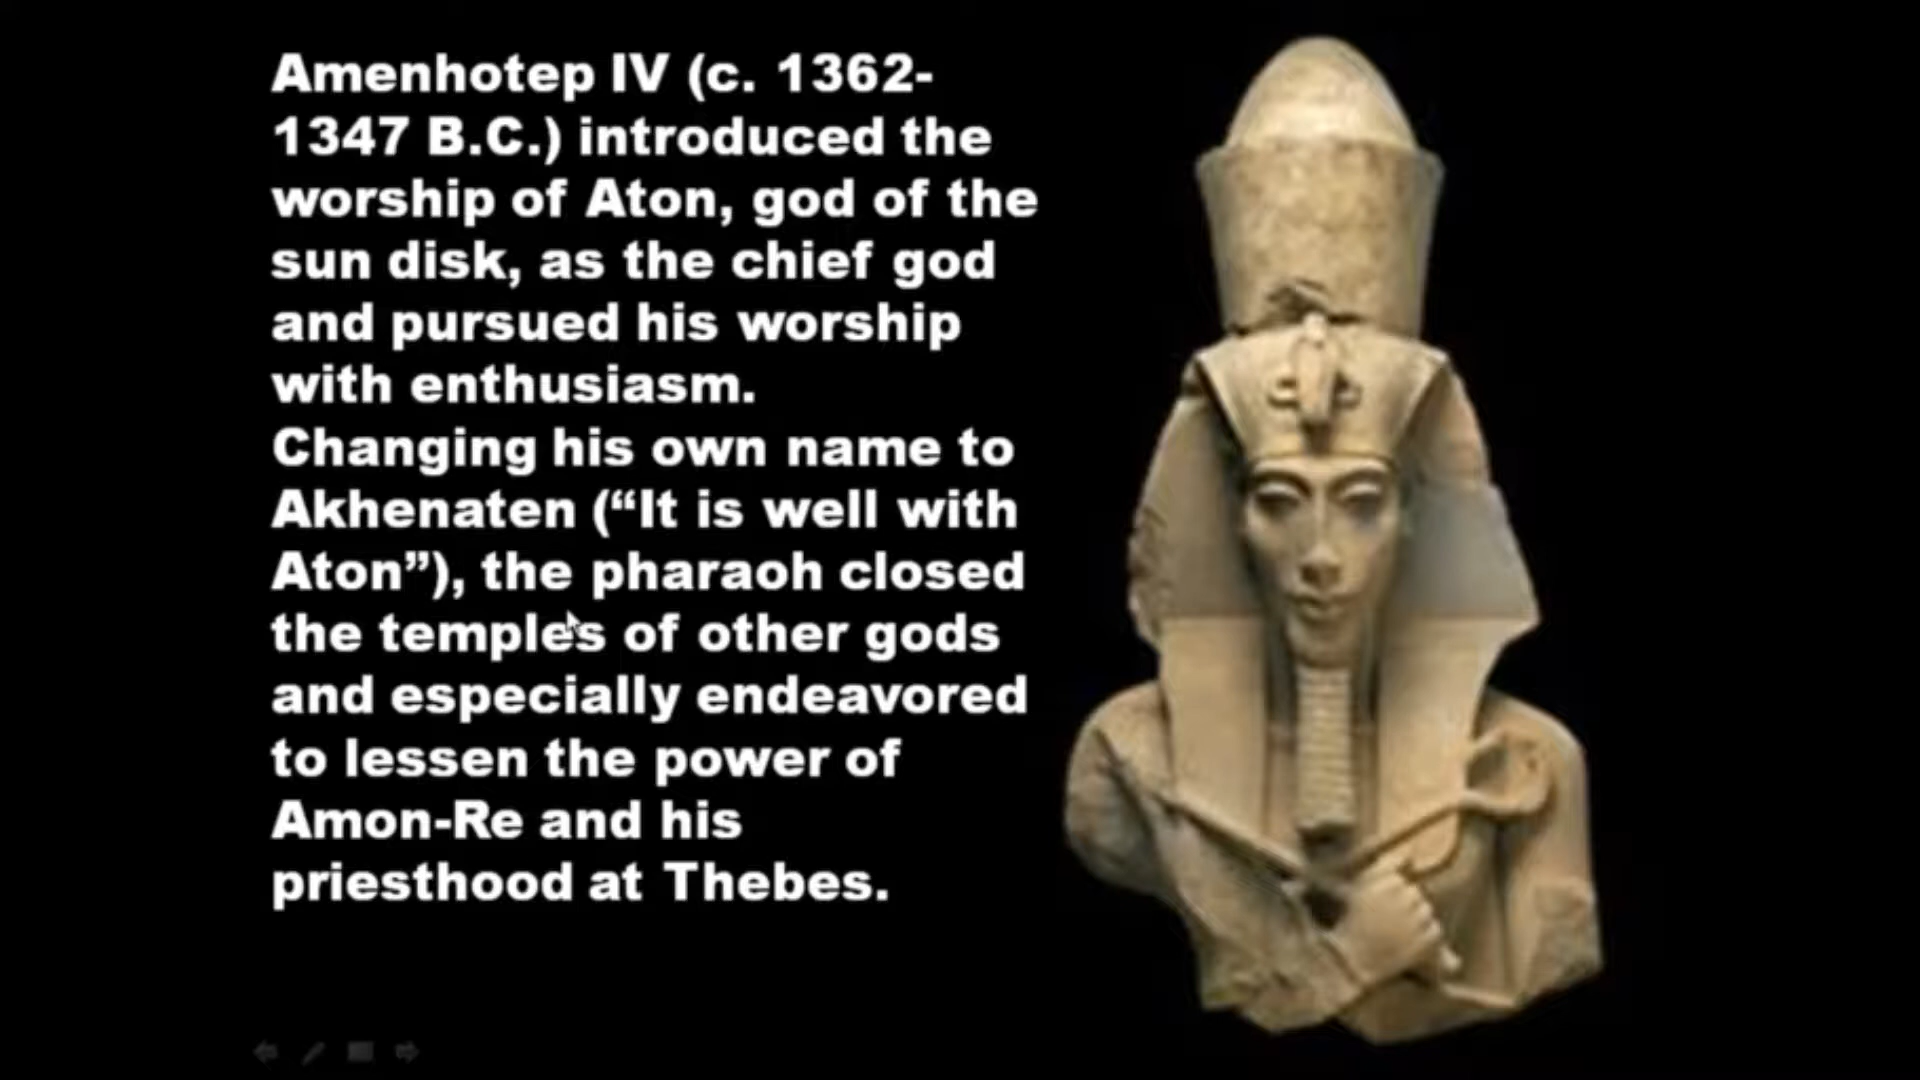 Amenhotep IV (c. 1362-
1347 B.C.) introduced the
worship of Aton, god of the
sun disk, as the chief god
and pursued his worship
with enthusiasm.
Changing his own name to
Akhenaten (“It is well with
Aton”), the pharaoh closed
the temples of other gods
and especially endeavored
to lessen the power of
Amon-Re and his
priesthood at Thebes.